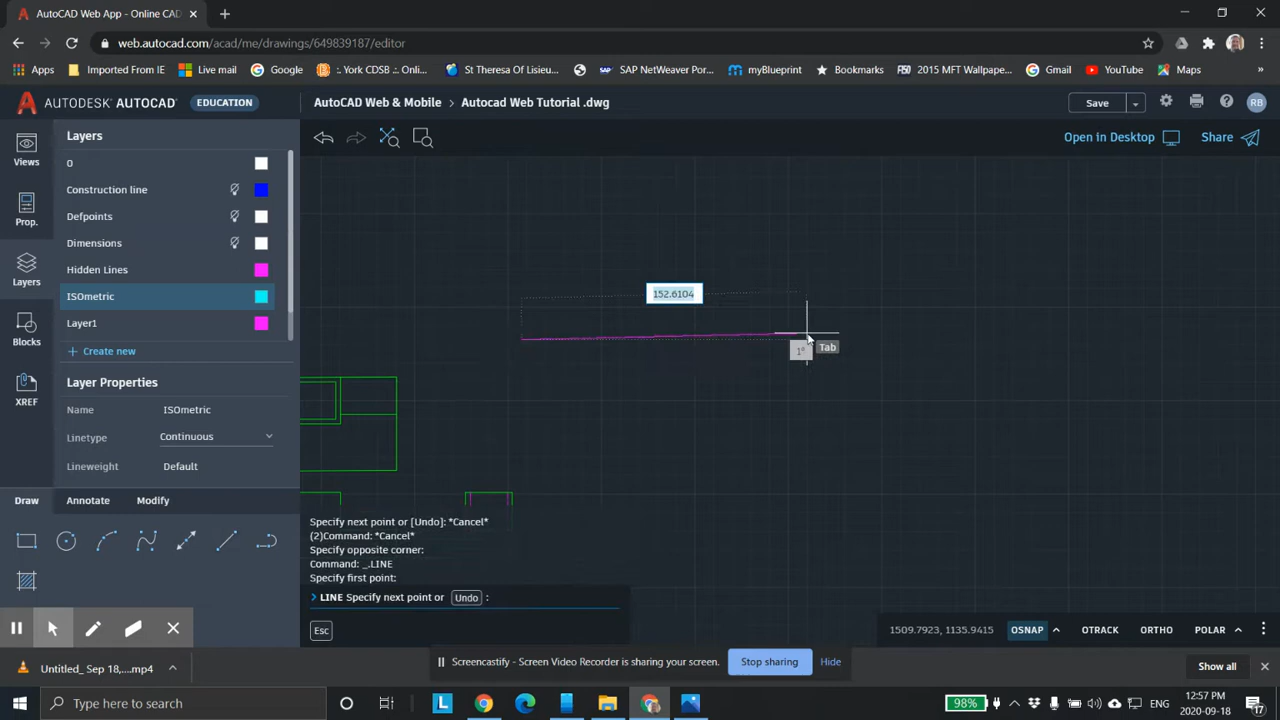 AutoCAD Web App - Online CAD
web.autocad.com/acad/me/drawings/649839187/editor
Apps Imported From IE Live mail Google : York CDSB :. Onli... St Theresa Of Lisieu... SAP NetWeaver Por... myBlueprint Bookmarks 2015 MFT Wallpape... Gmail YouTube Maps
AUTODESK® AUTOCAD® EDUCATION AutoCAD Web & Mobile > Autocad Web Tutorial .dwg Save RB
Views
Prop.
Layers
Blocks
XREF
Layers
0
Construction line
Defpoints
Dimensions
Hidden Lines
ISOmetric
Layer1
+ Create new
Layer Properties
Name ISOmetric
Linetype Continuous
Lineweight Default
Draw Annotate Modify
Open in Desktop Share
152.6104
1° Tab
Specify next point or [Undo]: *Cancel*
(2)Command: *Cancel*
Specify opposite corner:
Command: _.LINE
Specify first point:
> LINE Specify next point or Undo :
Esc
1509.7923, 1135.9415 OSNAP OTRACK ORTHO POLAR
Untitled_Sep 18,....mp4
Screencastify - Screen Video Recorder is sharing your screen. Stop sharing Hide
Show all
Type here to search
98% ENG 12:57 PM
2020-09-18 17